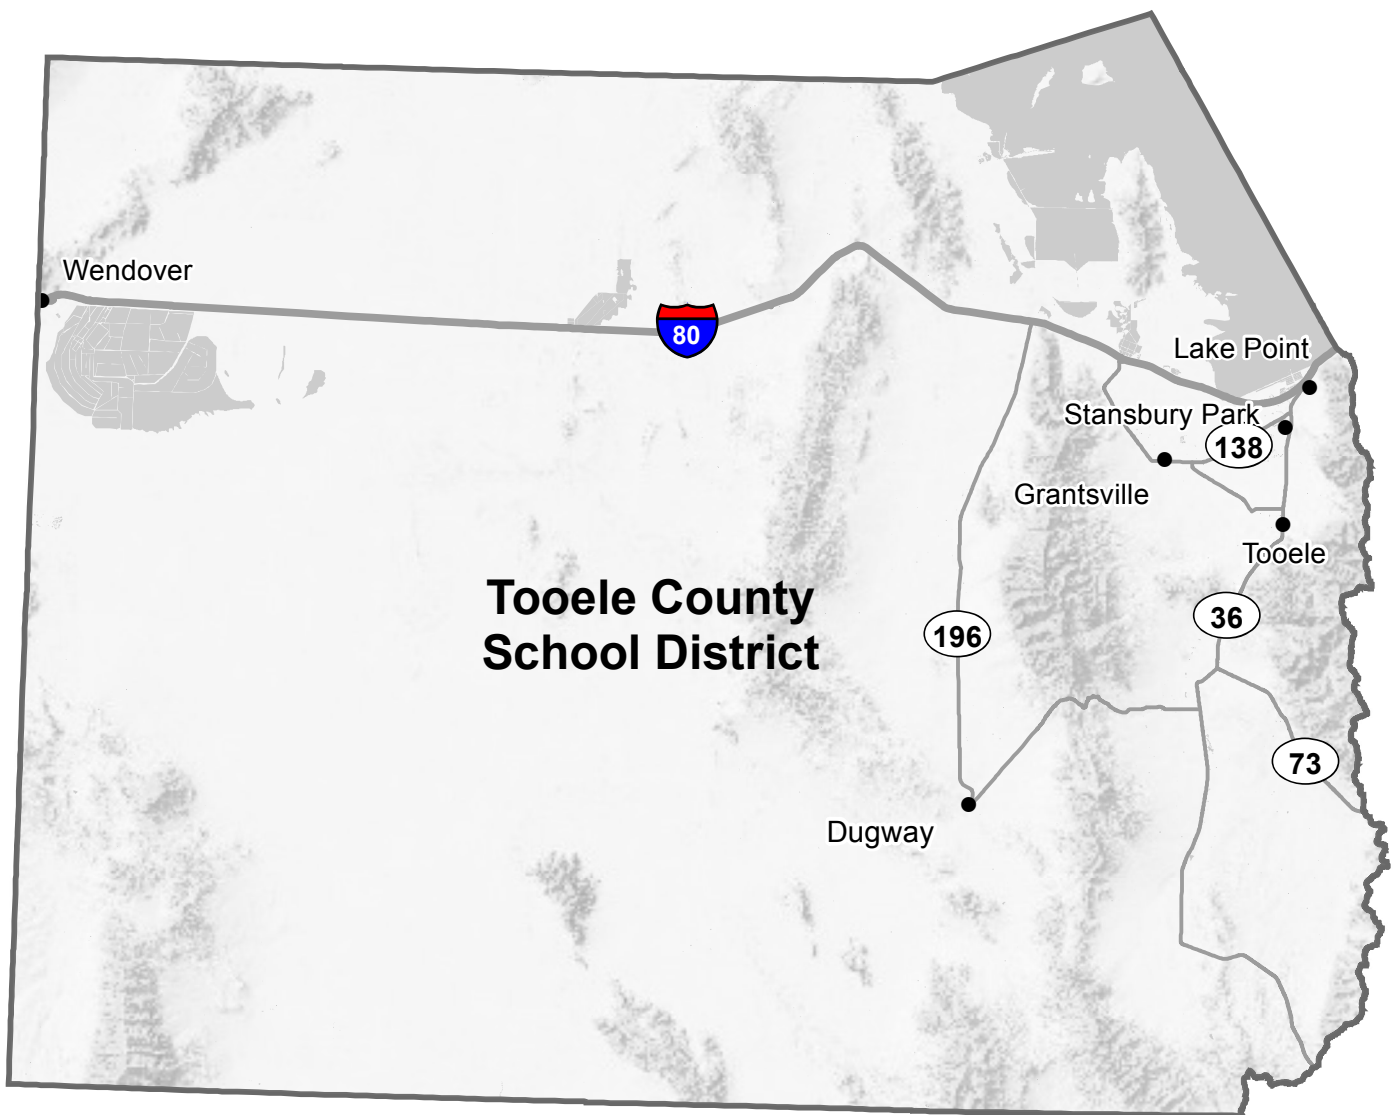 Wendover
80
Lake Point
Stansbury Park
138
Grantsville
Tooele
Tooele County
School District
196
36
73
Dugway